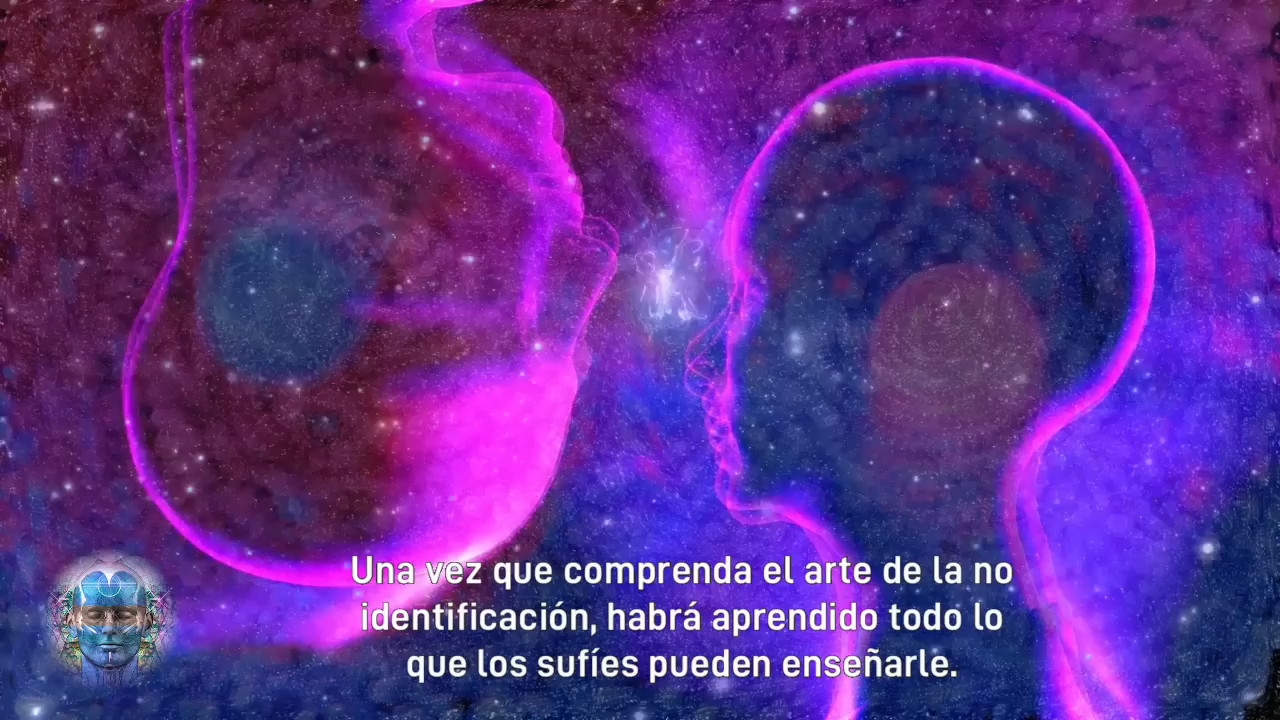 Una vez que comprenda el arte de la no
identificación, habrá aprendido todo lo
que los sufíes pueden enseñarle.